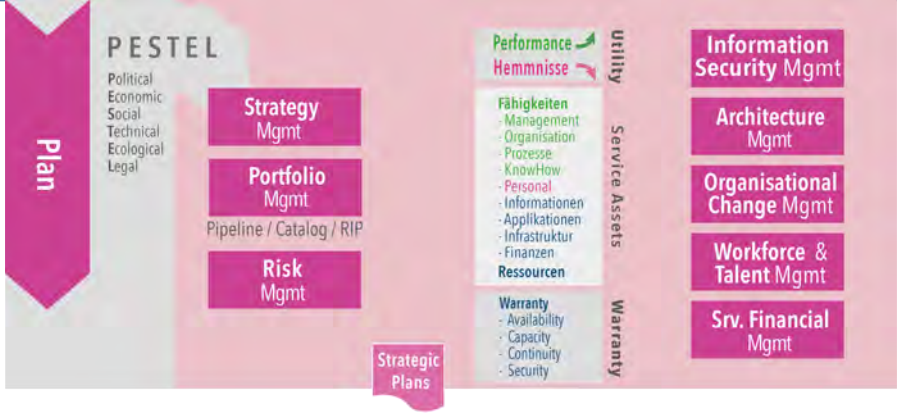 Plan
PESTEL
Political
Economic
Social
Technical
Ecological
Legal
Strategy
Mgmt
Portfolio
Mgmt
Pipeline / Catalog / RIP
Risk
Mgmt
Strategic
Plans
Performance
Hemmnisse
Utility
Fähigkeiten
· Management
· Organisation
· Prozesse
· KnowHow
· Personal
· Informationen
· Applikationen
· Infrastruktur
· Finanzen
Ressourcen
Service Assets
Warranty
· Availability
· Capacity
· Continuity
· Security
Warranty
Information
Security Mgmt
Architecture
Mgmt
Organisational
Change Mgmt
Workforce &
Talent Mgmt
Srv. Financial
Mgmt